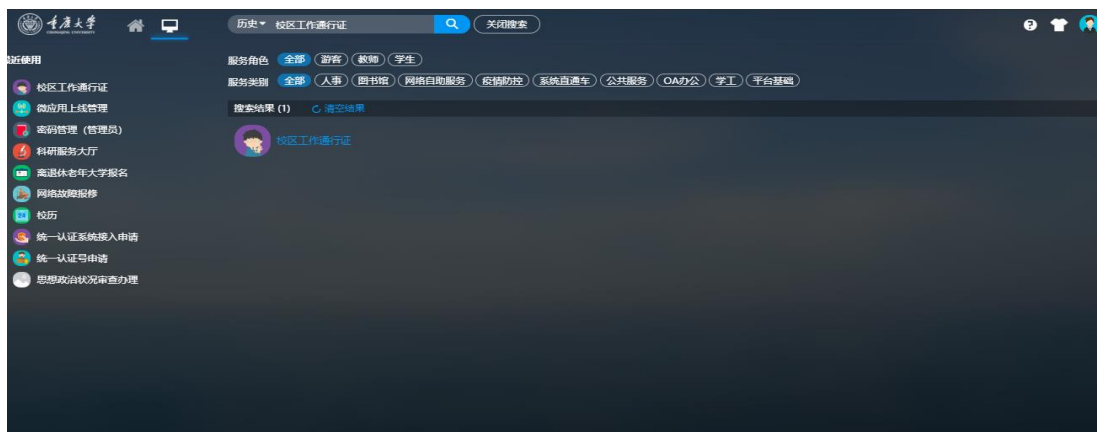 重庆大学
CHONGQING UNIVERSITY
历史 校区工作通行证 关闭搜索
最近使用
校区工作通行证
微应用上线管理
密码管理（管理员）
科研服务大厅
离退休老年大学报名
网络故障报修
校历
统一认证系统接入申请
统一认证号申请
思想政治状况审查办理
服务角色 全部 游客 教师 学生
服务类别 全部 人事 图书馆 网络自助服务 疫情防控 系统直通车 公共服务 OA办公 学工 平台基础
搜索结果 (1) 清空结果
校区工作通行证